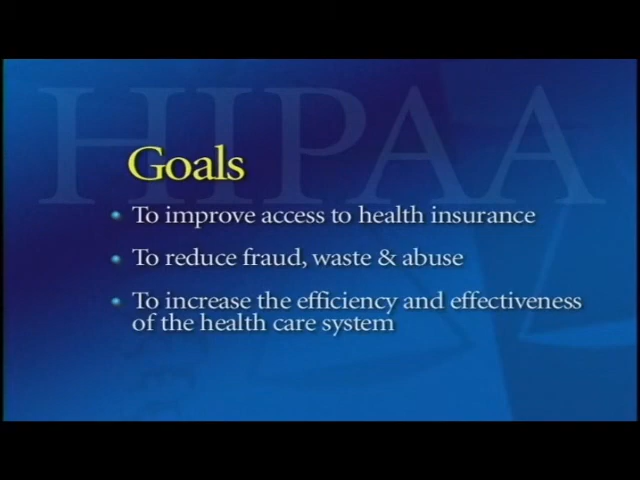 HIPAA
Goals
To improve access to health insurance
To reduce fraud, waste & abuse
To increase the efficiency and effectiveness
of the health care system